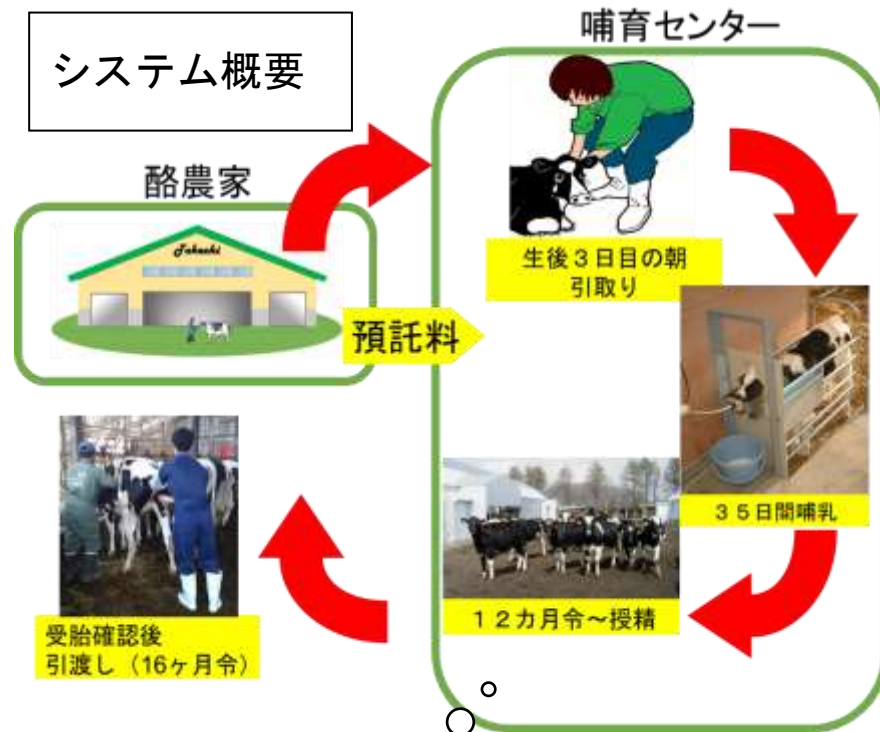 システム概要
哺育センター
酪農家
Takachi
生後３日目の朝
引取り
預託料
３５日間哺乳
１２カ月令～授精
受胎確認後
引渡し（16ヶ月令）